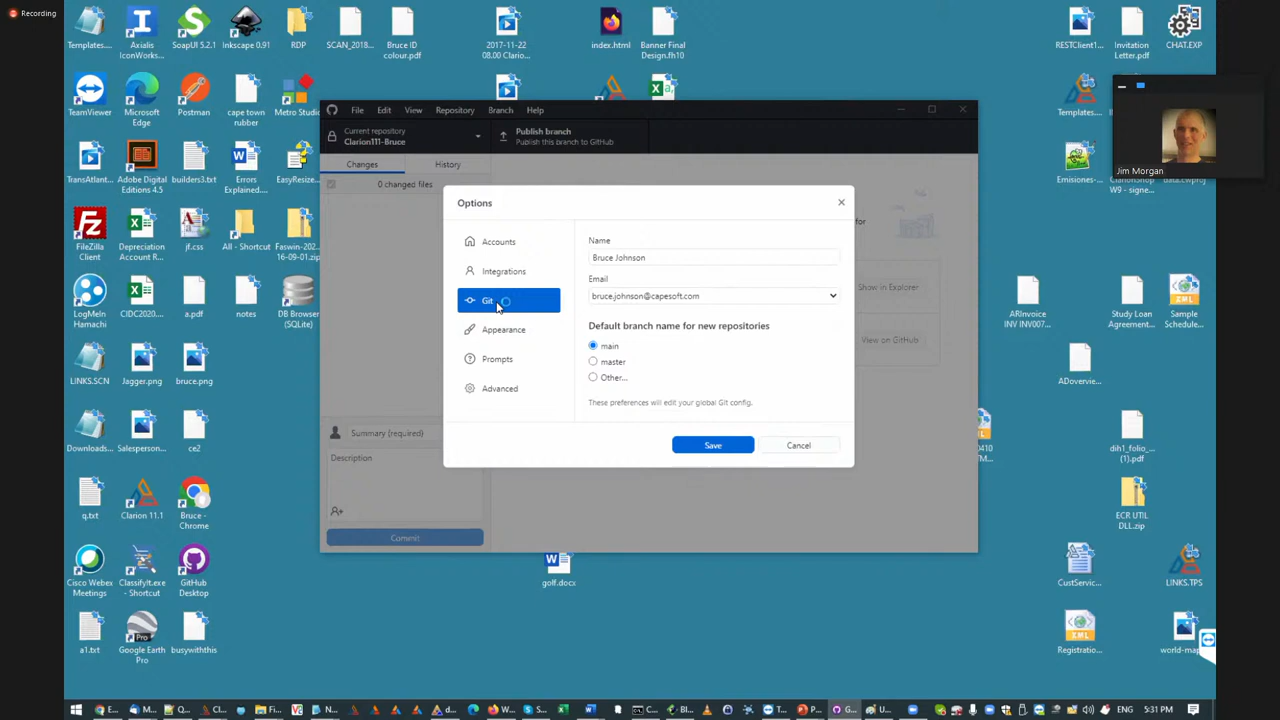 Recording
Templates....
Axialis
IconWorks...
SoapUI 5.2.1
Inkscape 0.91
RDP
SCAN_2018...
Bruce ID
colour.pdf
2017-11-22
08.00 Clario...
index.html
Banner Final
Design.fh10
RESTClient1...
Invitation
Letter.pdf
CHAT.EXP
TeamViewer
Microsoft
Edge
Postman
cape town
rubber
Metro Studio
Templates....
Jim Morgan
TransAtlant...
Adobe Digital
Editions 4.5
builders3.txt
Errors
Explained....
EasyResize...
Emisiones-...
W9 - signe...
data.cwproj
FileZilla
Client
Depreciation
Account R...
jf.css
All - Shortcut
Faswin-202...
16-09-01.zip
LogMeIn
Hamachi
CIDC2020....
a.pdf
notes
DB Browser
(SQLite)
ARInvoice
INV INV007...
Study Loan
Agreement...
Sample
Schedule...
LINKS.SCN
Jagger.png
bruce.png
ADovervie...
Downloads...
Salesperson...
ce2
dih1_folio_...
(1).pdf
q.txt
Clarion 11.1
Bruce -
Chrome
ECR UTIL
DLL.zip
Cisco Webex
Meetings
ClassifyIt.exe
- Shortcut
GitHub
Desktop
golf.docx
CustServic...
LINKS.TPS
a1.txt
Google Earth
Pro
busywiththis
Registratio...
world-map
File Edit View Repository Branch Help
Current repository
Clarion111-Bruce
Publish branch
Publish this branch to GitHub
Changes
History
0 changed files
for
Show in Explorer
View on GitHub
Summary (required)
Description
Commit
Options
Accounts
Integrations
Git
Appearance
Prompts
Advanced
Name
Bruce Johnson
Email
bruce.johnson@capesoft.com
Default branch name for new repositories
main
master
Other...
These preferences will edit your global Git config.
Save
Cancel
ENG
5:31 PM